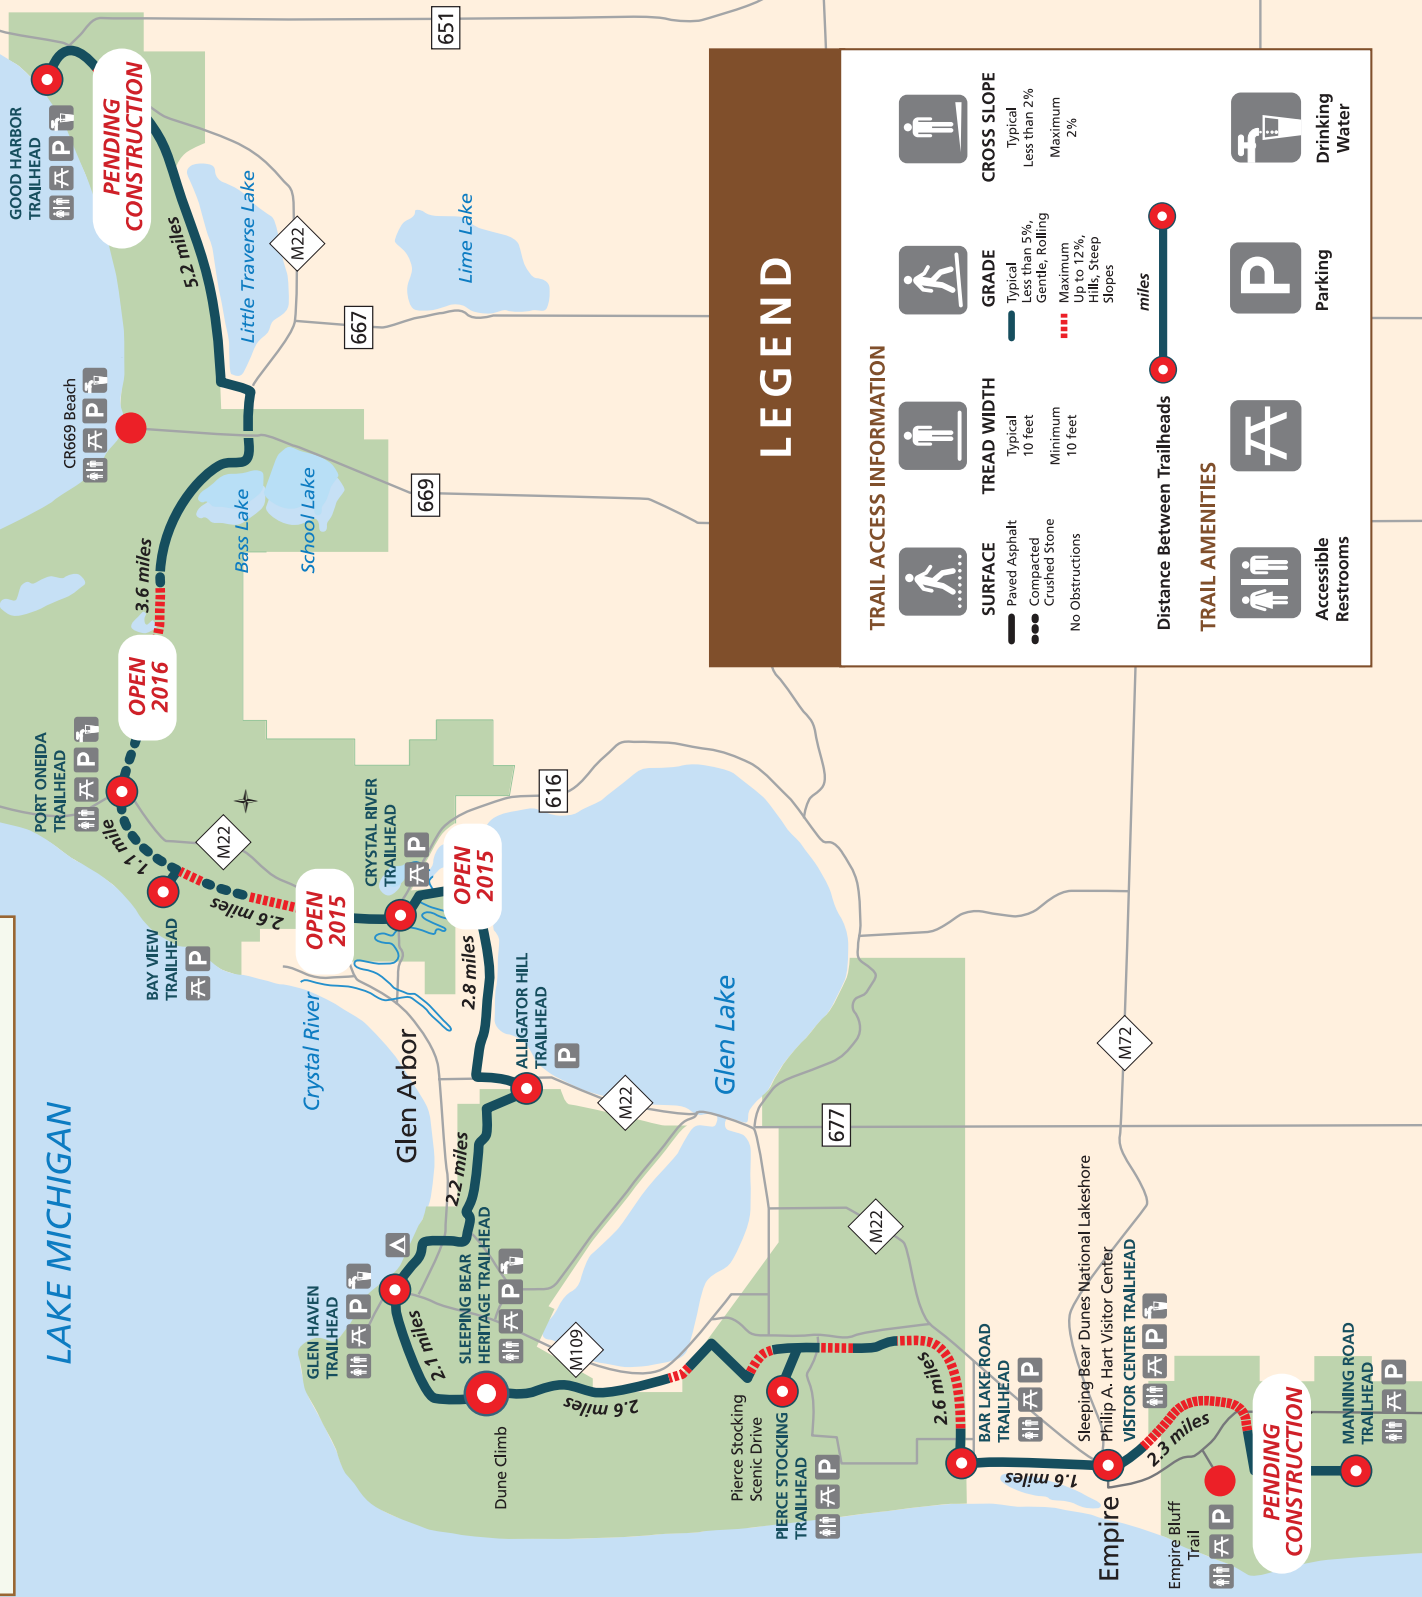 LAKE MICHIGAN
GOOD HARBOR
TRAILHEAD
P
PENDING
CONSTRUCTION
5.2 miles
Little Traverse Lake
M22
Lime Lake
651
667
CR669 Beach
P
669
Bass Lake
School Lake
3.6 miles
OPEN
2016
PORT ONEIDA
TRAILHEAD
P
1.1 mile
M22
BAY VIEW
TRAILHEAD
P
2.6 miles
OPEN
2015
CRYSTAL RIVER
TRAILHEAD
P
616
OPEN
2015
Crystal River
Glen Arbor
2.8 miles
ALLIGATOR HILL
TRAILHEAD
P
Glen Lake
M22
2.2 miles
GLEN HAVEN
TRAILHEAD
P
2.1 miles
SLEEPING BEAR
HERITAGE TRAILHEAD
P
Dune Climb
M109
2.6 miles
677
M22
M72
Pierce Stocking
Scenic Drive
PIERCE STOCKING
TRAILHEAD
P
2.6 miles
BAR LAKE ROAD
TRAILHEAD
P
1.6 miles
Empire
Sleeping Bear Dunes National Lakeshore
Philip A. Hart Visitor Center
VISITOR CENTER TRAILHEAD
P
2.3 miles
Empire Bluff
Trail
P
PENDING
CONSTRUCTION
MANNING ROAD
TRAILHEAD
P
LEGEND
TRAIL ACCESS INFORMATION
SURFACE
Paved Asphalt
Compacted
Crushed Stone
No Obstructions
TREAD WIDTH
Typical
10 feet
Minimum
10 feet
GRADE
Typical
Less than 5%,
Gentle, Rolling
Maximum
Up to 12%,
Hills, Steep
Slopes
CROSS SLOPE
Typical
Less than 2%
Maximum
2%
Distance Between Trailheads
miles
TRAIL AMENITIES
Accessible
Restrooms
P
Parking
Drinking
Water